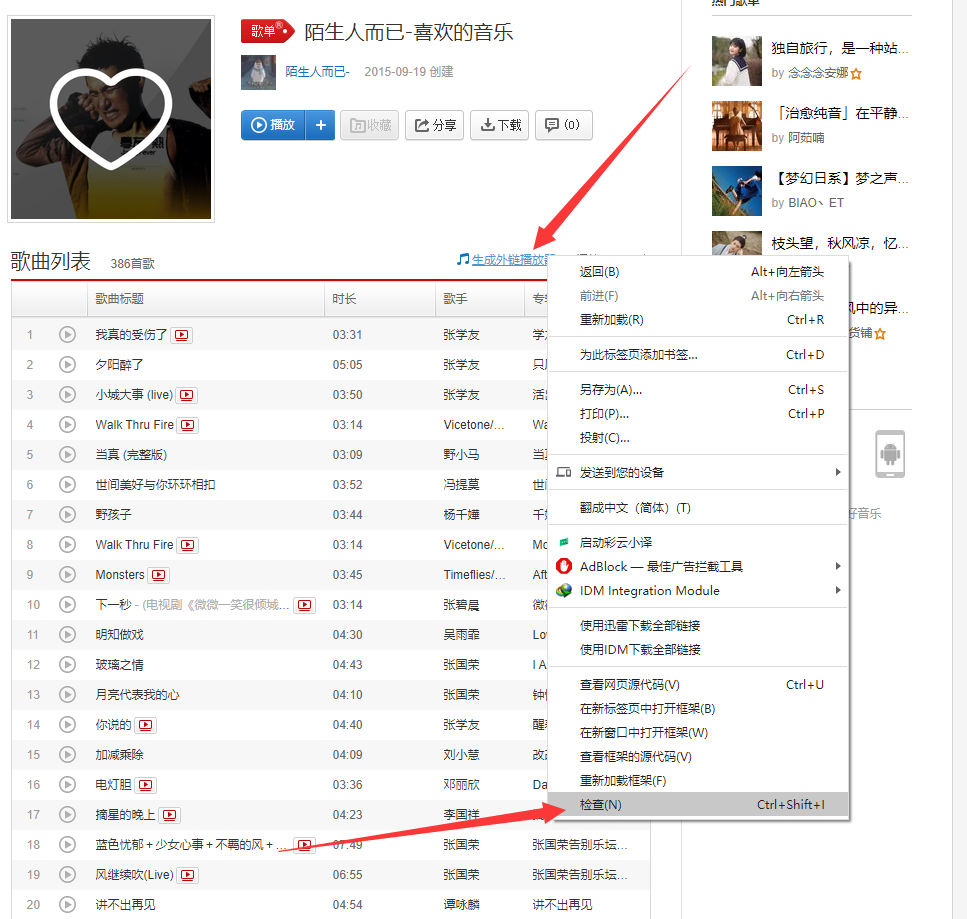 热门歌单
歌单 陌生人而已-喜欢的音乐
陌生人而已- 2015-09-19 创建
播放 + 收藏 分享 下载 (0)
独自旅行，是一种站...
by 念念念安娜
「治愈纯音」在平静...
by 阿茹喃
【梦幻日系】梦之声...
by BIAO丶ET
枝头望，秋风凉，忆...
风中的异...
货铺
好音乐
歌曲列表 386首歌
生成外链播放器
歌曲标题 时长 歌手 专辑
1 我真的受伤了 03:31 张学友 学友
2 夕阳醉了 05:05 张学友 只愿
3 小城大事 (live) 03:50 张学友 活出
4 Walk Thru Fire 03:14 Vicetone/... Wa
5 当真 (完整版) 03:09 野小马 当真
6 世间美好与你环环相扣 03:52 冯提莫 世间
7 野孩子 03:44 杨千嬅 千嬅
8 Walk Thru Fire 03:14 Vicetone/... Mo
9 Monsters 03:45 Timeflies/... Aft
10 下一秒 - (电视剧《微微一笑很倾城... 03:14 张碧晨 微微
11 明知做戏 04:30 吴雨霏 Lo
12 玻璃之情 04:43 张国荣 I A
13 月亮代表我的心 04:10 张国荣 钟情
14 你说的 04:40 张学友 醒着
15 加减乘除 04:09 刘小慧 改改
16 电灯胆 03:36 邓丽欣 Da
17 摘星的晚上 04:23 李国祥
18 蓝色忧郁＋少女心事＋不羁的风＋... 07:49 张国荣 张国荣告别乐坛...
19 风继续吹(Live) 06:55 张国荣 张国荣告别乐坛...
20 讲不出再见 04:54 谭咏麟 讲不出再见
返回(B) Alt+向左箭头
前进(F) Alt+向右箭头
重新加载(R) Ctrl+R
为此标签页添加书签... Ctrl+D
另存为(A)... Ctrl+S
打印(P)... Ctrl+P
投射(C)...
发送到您的设备
翻成中文（简体）(T)
启动彩云小译
AdBlock — 最佳广告拦截工具
IDM Integration Module
使用迅雷下载全部链接
使用IDM下载全部链接
查看网页源代码(V) Ctrl+U
在新标签页中打开框架(B)
在新窗口中打开框架(W)
查看框架的源代码(V)
重新加载框架(F)
检查(N) Ctrl+Shift+I